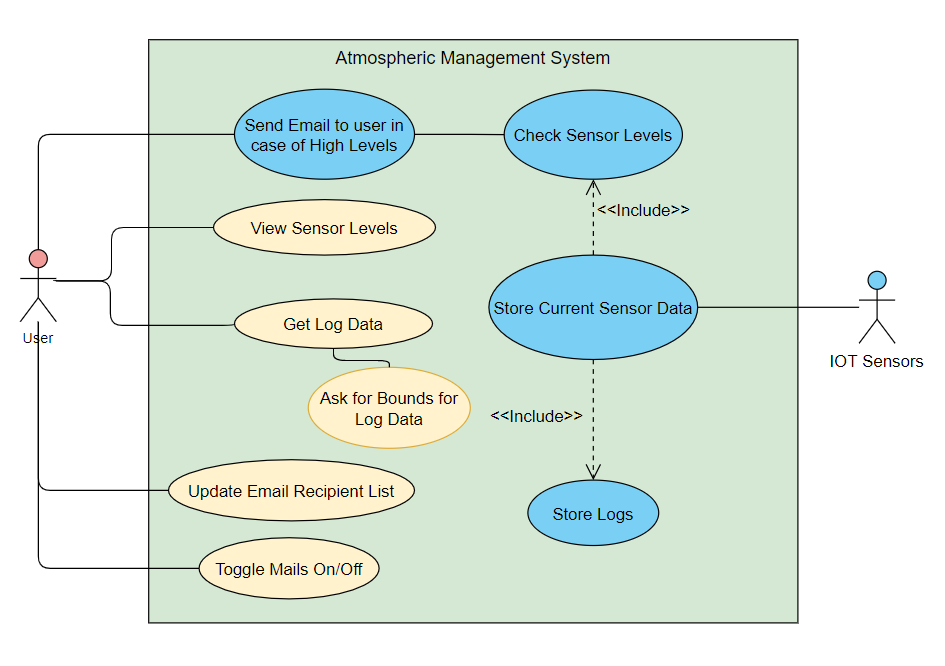 Atmospheric Management System
Send Email to user in
case of High Levels
Check Sensor Levels
<<Include>>
View Sensor Levels
Store Current Sensor Data
Get Log Data
User
IOT Sensors
Ask for Bounds for
Log Data
<<Include>>
Update Email Recipient List
Store Logs
Toggle Mails On/Off